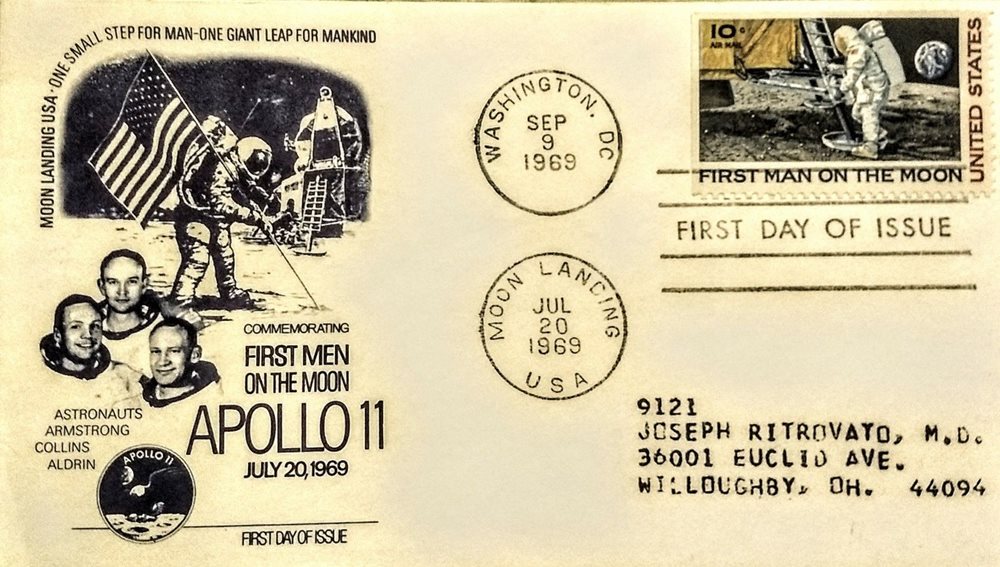 MOON LANDING USA · ONE SMALL STEP FOR MAN-ONE GIANT LEAP FOR MANKIND
COMMEMORATING
FIRST MEN
ON THE MOON
APOLLO 11
JULY 20, 1969
ASTRONAUTS
ARMSTRONG
COLLINS
ALDRIN
APOLLO 11
FIRST DAY OF ISSUE
WASHINGTON, DC
SEP
9
1969
MOON LANDING
JUL
20
1969
USA
10¢
AIR MAIL
UNITED STATES
FIRST MAN ON THE MOON
FIRST DAY OF ISSUE
9121
JOSEPH RITROVATO, M.D.
36001 EUCLID AVE.
WILLOUGHBY, OH. 44094